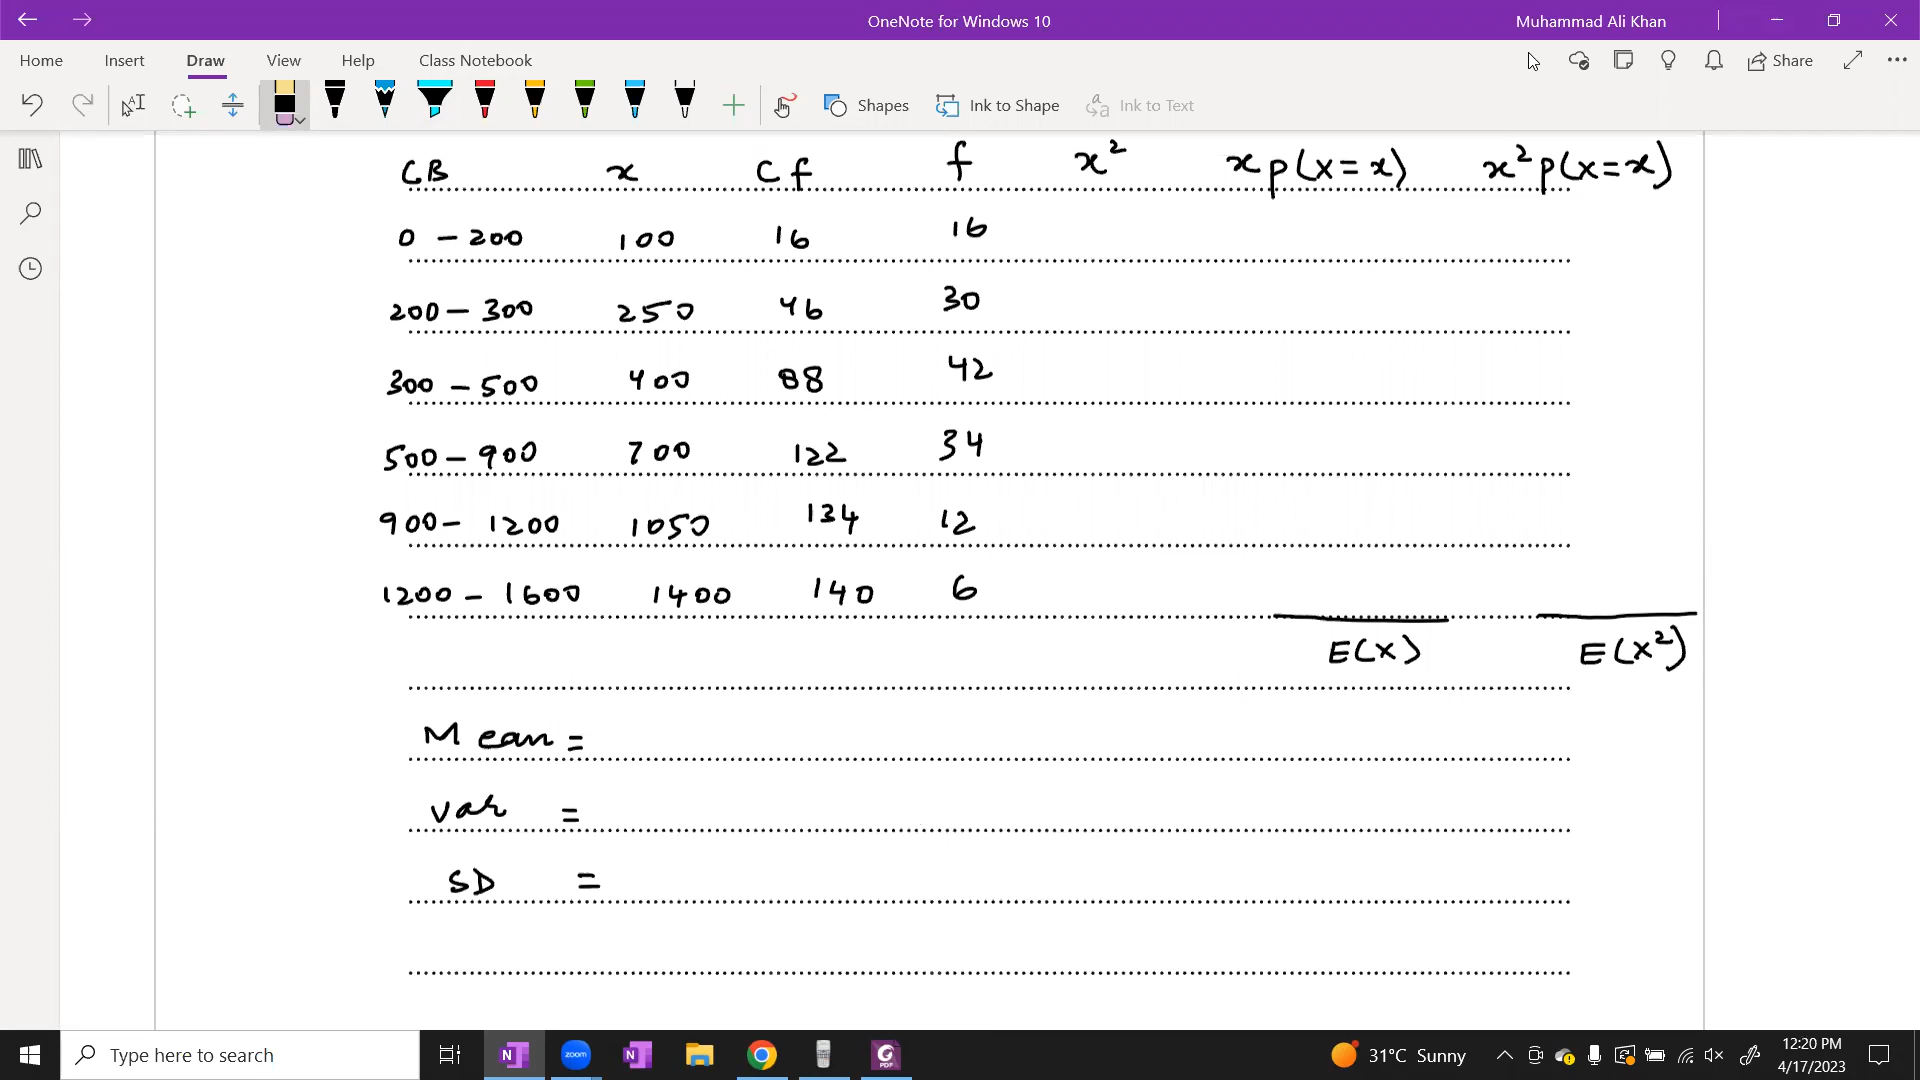 OneNote for Windows 10
Muhammad Ali Khan
Home Insert Draw View Help Class Notebook Share
Shapes Ink to Shape Ink to Text
CB x Cf f x² x p(X=x) x² p(X=x)
0 – 200 100 16 16
200 – 300 250 46 30
300 – 500 400 88 42
500 – 900 700 122 34
900 – 1200 1050 134 12
1200 – 1600 1400 140 6
E(X) E(X²)
Mean =
Var =
SD =
Type here to search
zoom
PDF
31°C Sunny
12:20 PM
4/17/2023